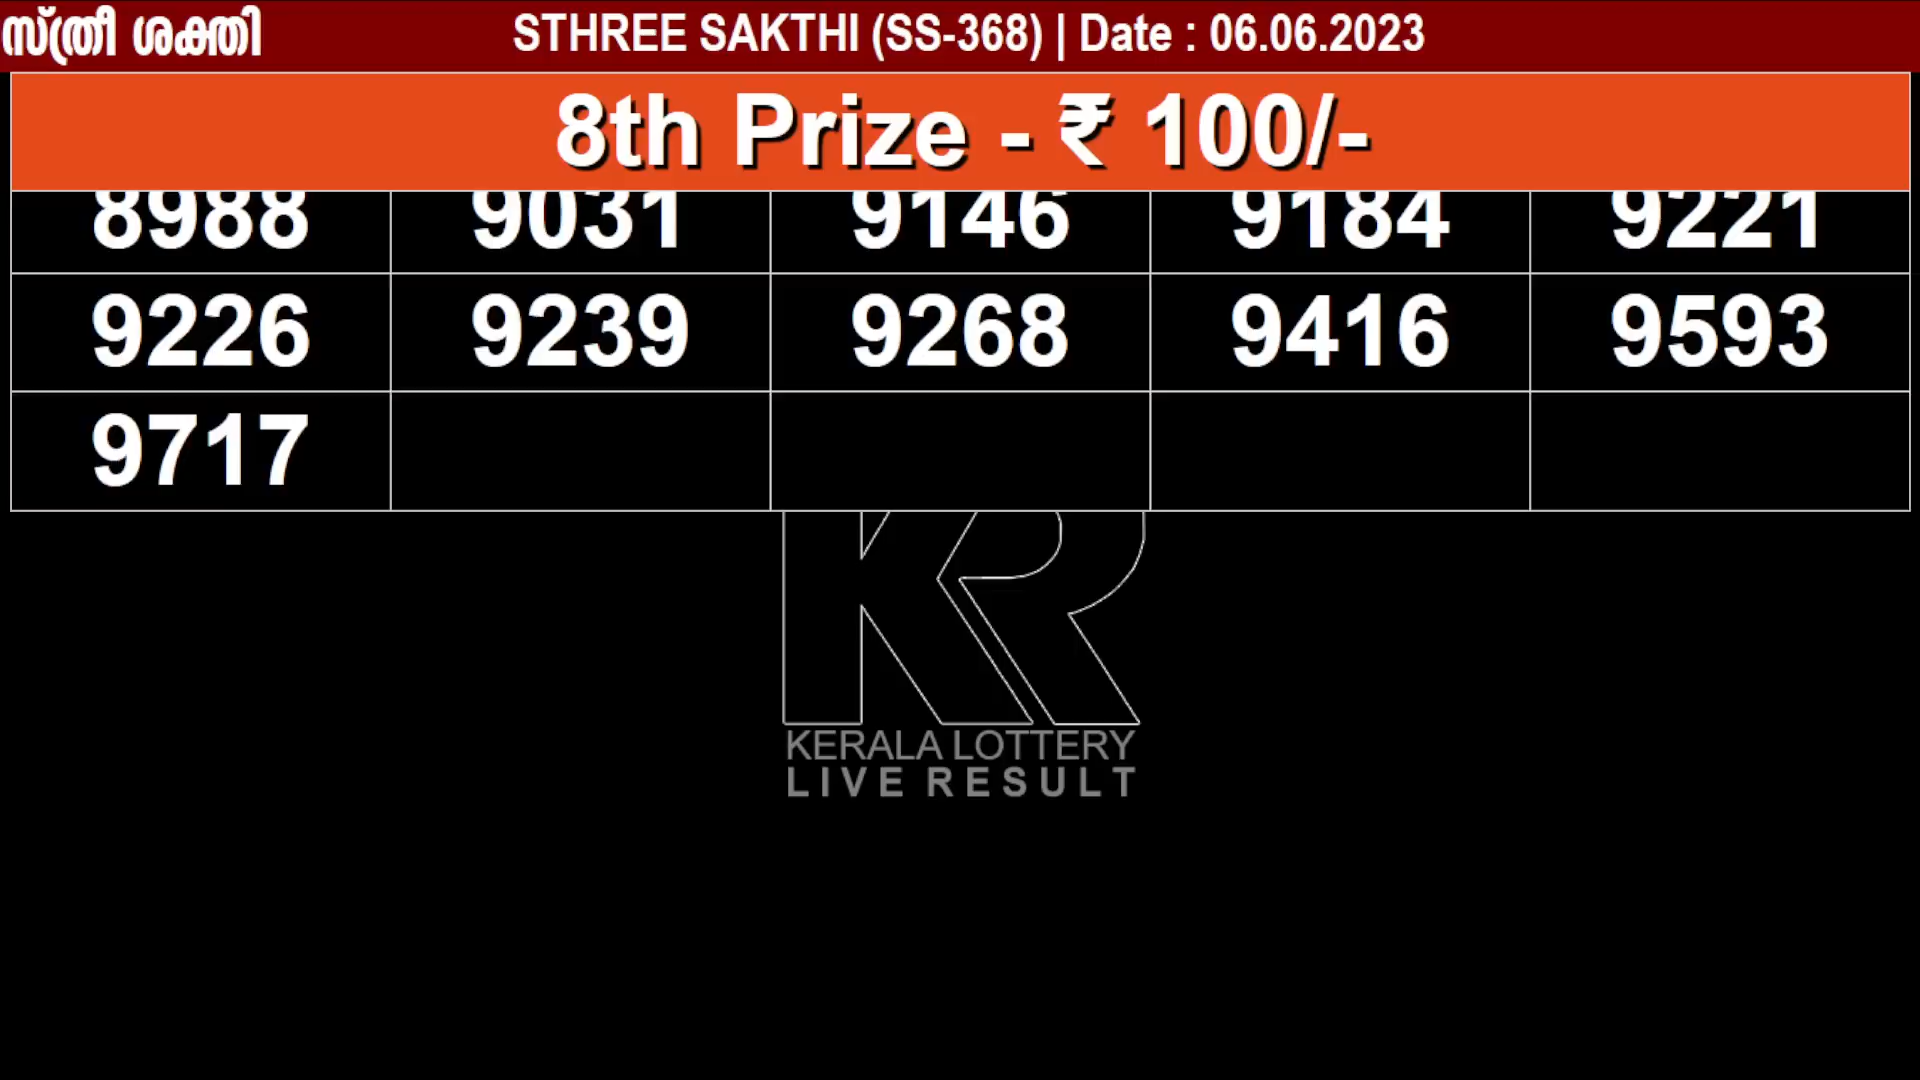 സ്ത്രീ ശക്തി STHREE SAKTHI (SS-368) | Date : 06.06.2023
8th Prize - ₹ 100/-
8988 9031 9146 9184 9221
9226 9239 9268 9416 9593
9717
KR
KERALA LOTTERY
LIVE RESULT